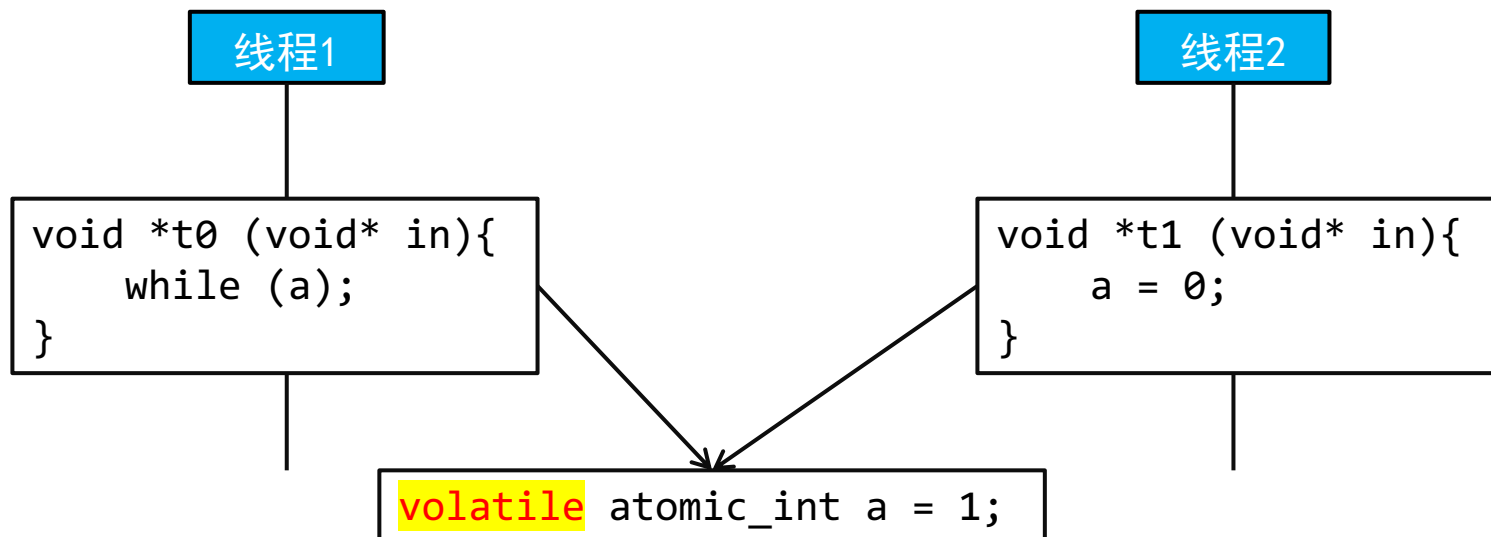 线程1
线程2
void *t0 (void* in){
    while (a);
}
void *t1 (void* in){
    a = 0;
}
volatile atomic_int a = 1;